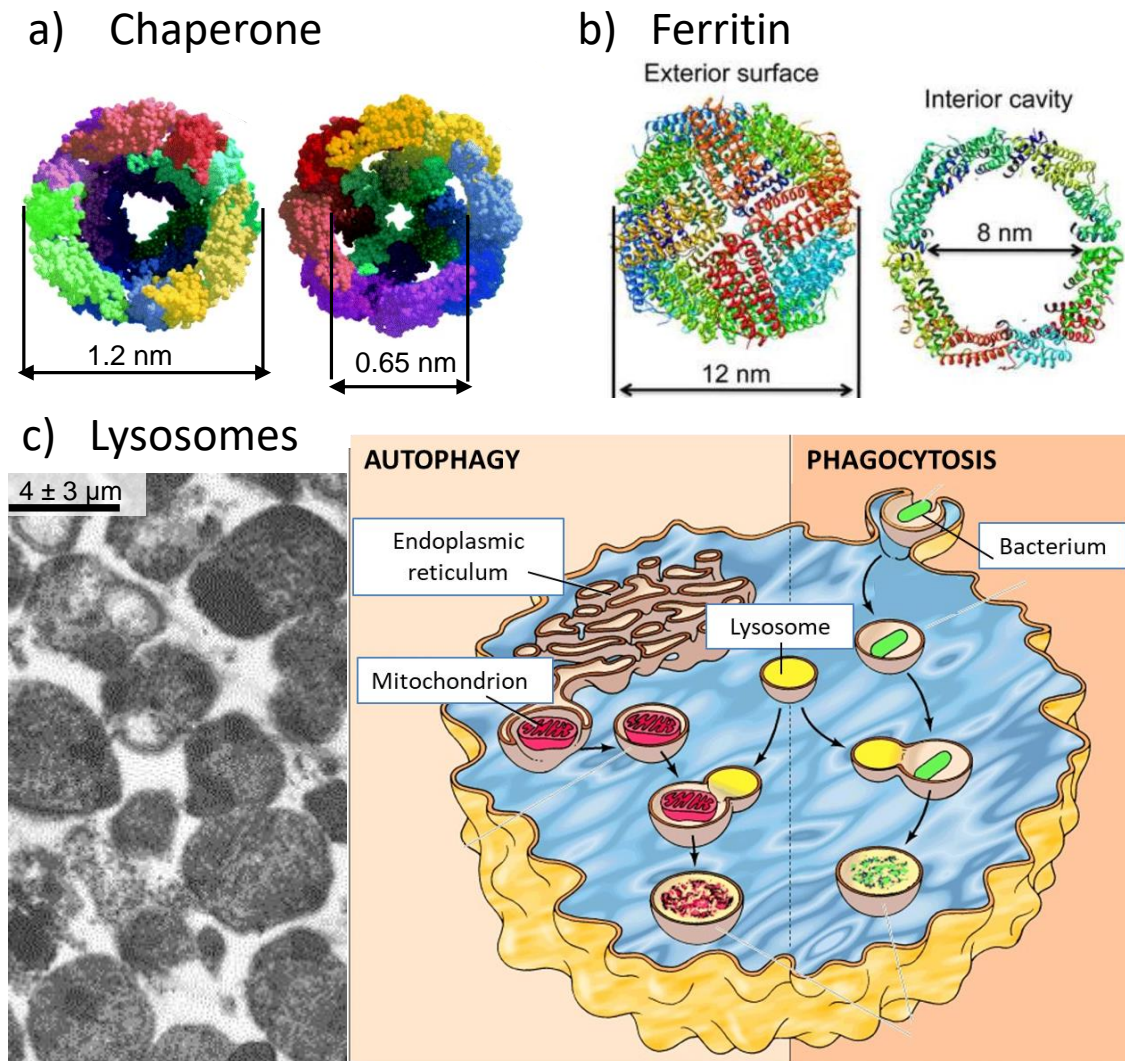 a) Chaperone
b) Ferritin
Exterior surface
Interior cavity
1.2 nm
0.65 nm
12 nm
8 nm
c) Lysosomes
4 ± 3 µm
AUTOPHAGY
PHAGOCYTOSIS
Endoplasmic
reticulum
Bacterium
Lysosome
Mitochondrion